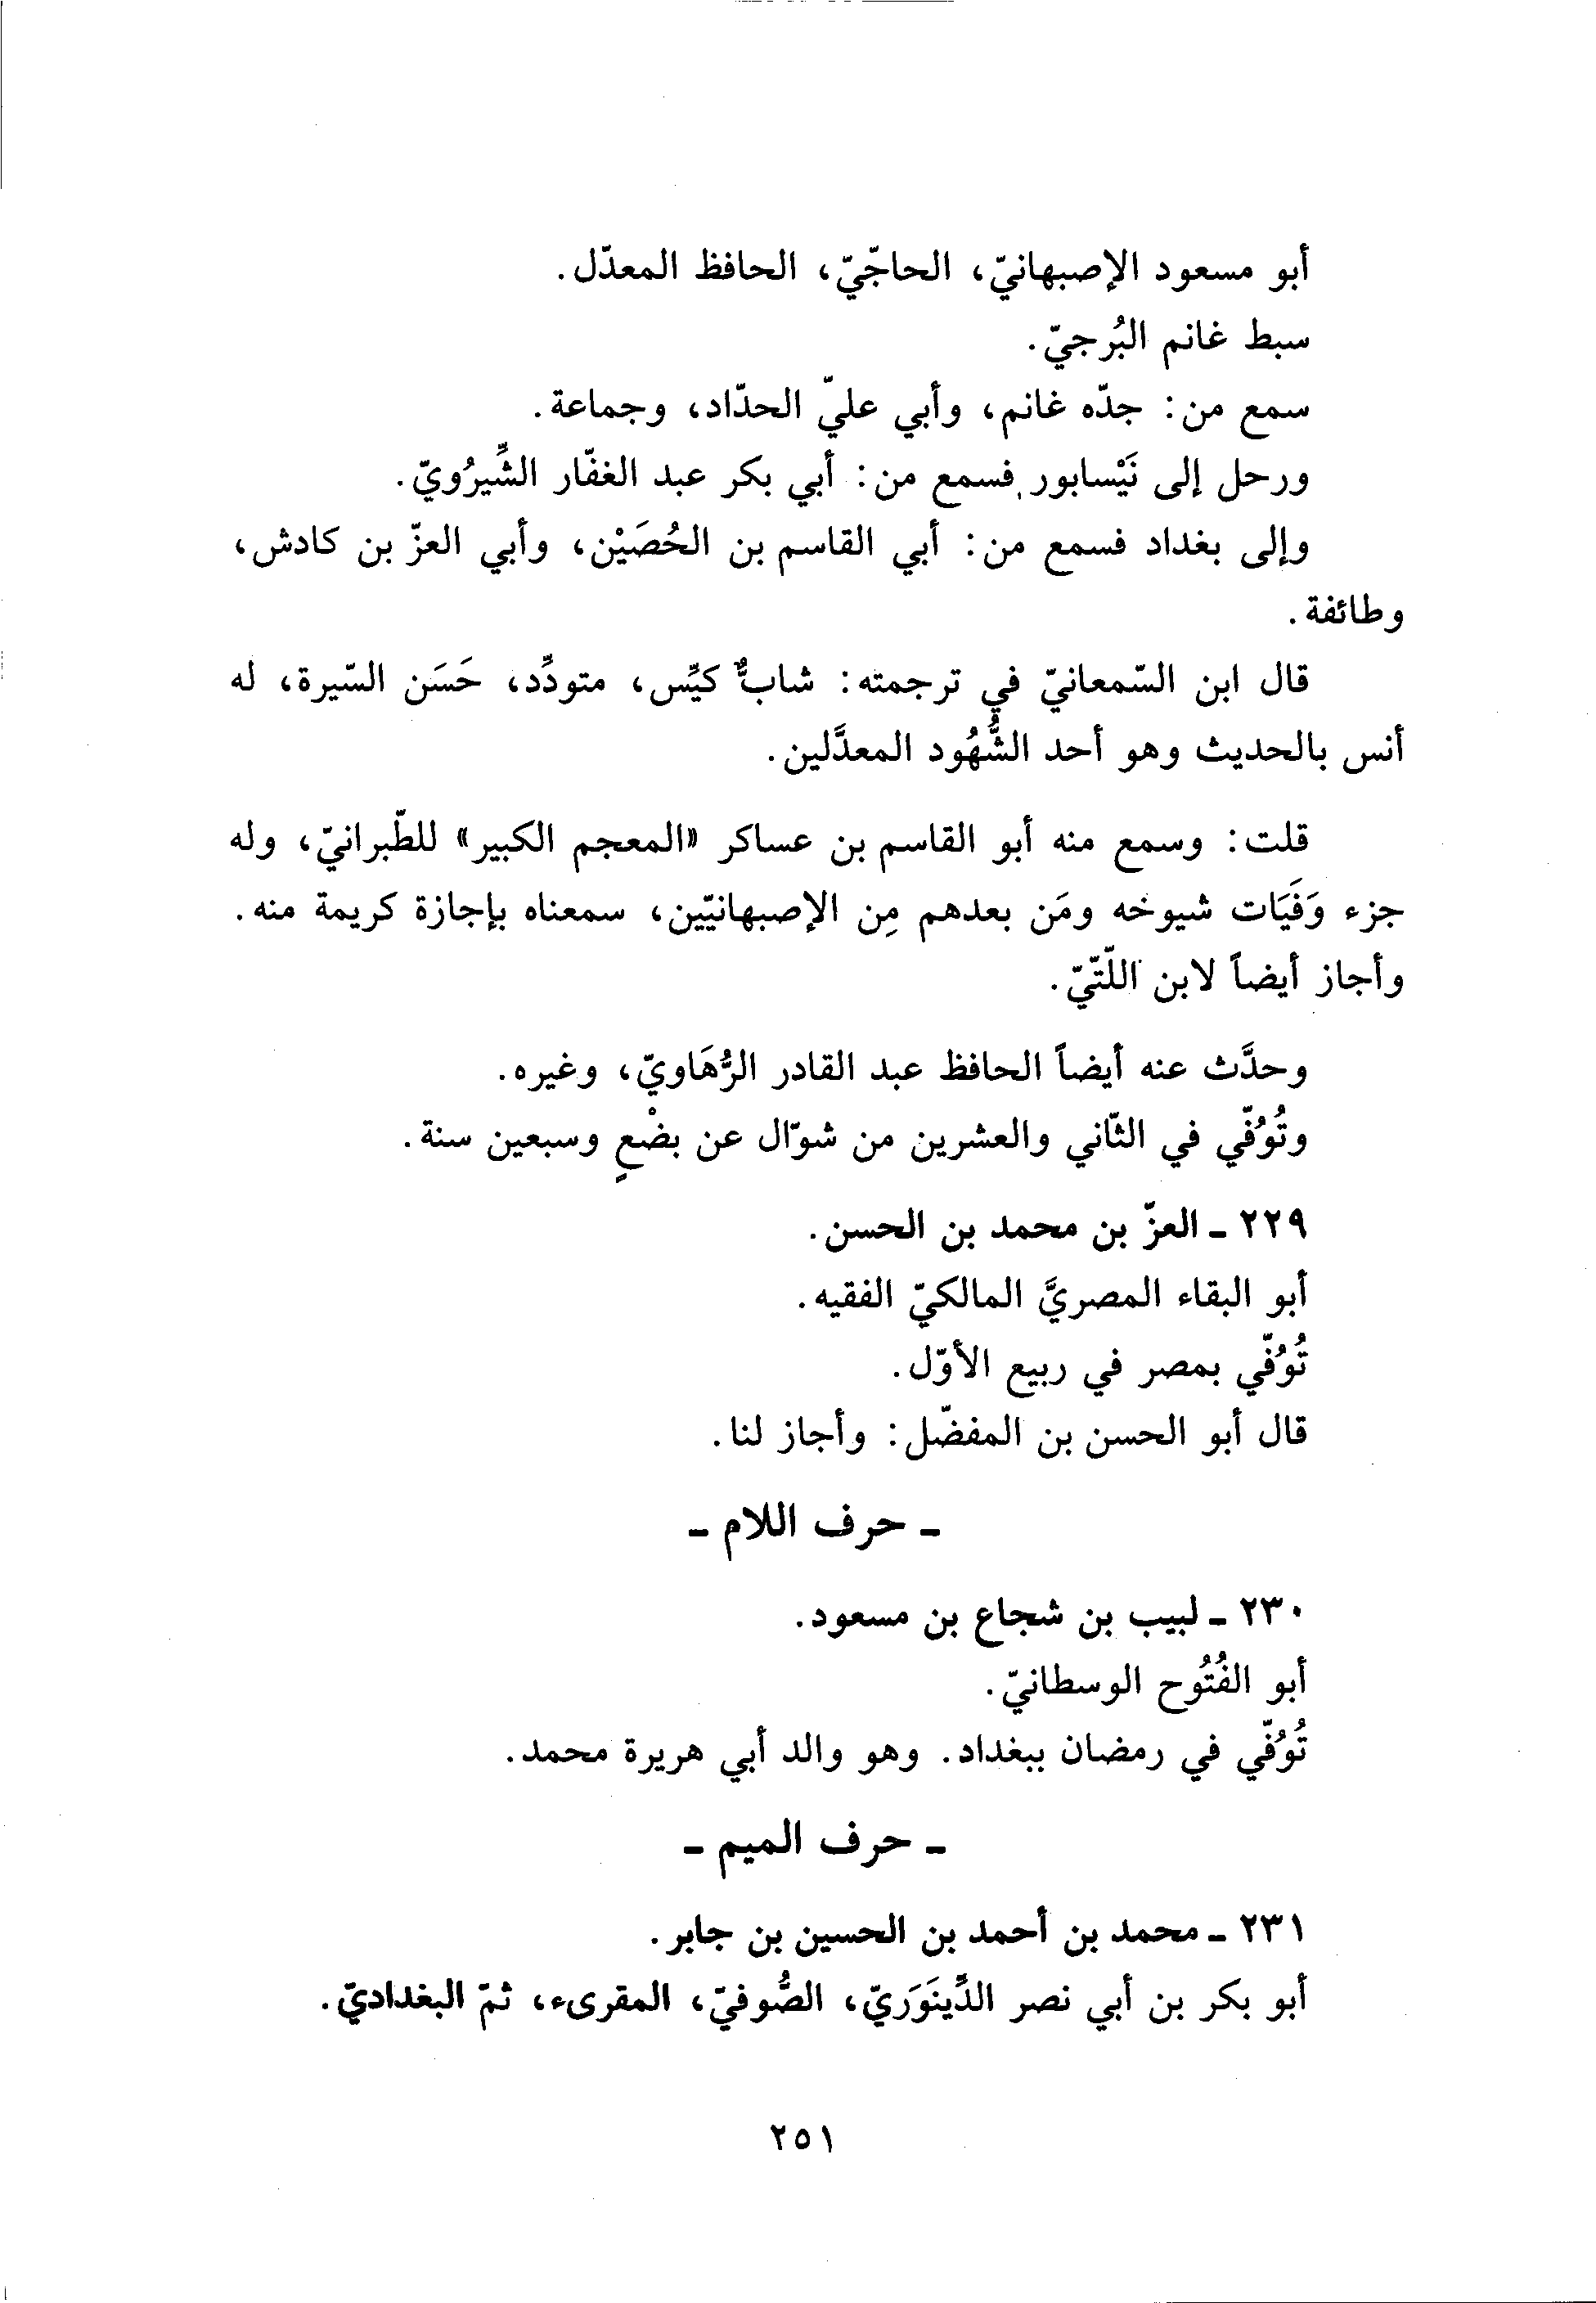 أبو مسعود الإصبهانيّ، الحاجّيّ، الحافظ المعدّل.
سبط غانم البُرجيّ.
سمع من: جدّه غانم، وأبي عليّ الحدّاد، وجماعة.
ورحل إلى نَيْسابور فسمع من: أبي بكر عبد الغفّار الشِّيرُويّ.
وإلى بغداد فسمع من: أبي القاسم بن الحُصَيْن، وأبي العزّ بن كادش،
وطائفة.
قال ابن السّمعانيّ في ترجمته: شابٌّ كيِّس، متودِّد، حَسَن السّيرة، له
أنس بالحديث وهو أحد الشُّهُود المعدَّلين.
قلت: وسمع منه أبو القاسم بن عساكر «المعجم الكبير» للطّبرانيّ، وله
جزء وَفَيَات شيوخه ومَن بعدهم مِن الإصبهانيّين، سمعناه بإجازة كريمة منه.
وأجاز أيضاً لابن اللّتّيّ.
وحدَّث عنه أيضاً الحافظ عبد القادر الرُّهَاويّ، وغيره.
وتُوُفّي في الثّاني والعشرين من شوّال عن بضْعٍ وسبعين سنة.
٢٢٩ - العزّ بن محمد بن الحسن.
أبو البقاء المصريَّ المالكيّ الفقيه.
تُوُفّي بمصر في ربيع الأوّل.
قال أبو الحسن بن المفضّل: وأجاز لنا.
- حرف اللام -
٢٣٠ - لبيب بن شجاع بن مسعود.
أبو الفُتُوح الوسطانيّ.
تُوُفّي في رمضان ببغداد. وهو والد أبي هريرة محمد.
- حرف الميم -
٢٣١ - محمد بن أحمد بن الحسين بن جابر.
أبو بكر بن أبي نصر الدِّينَوَريّ، الصُّوفيّ، المقرىء، ثمّ البغداديّ.
٢٥١